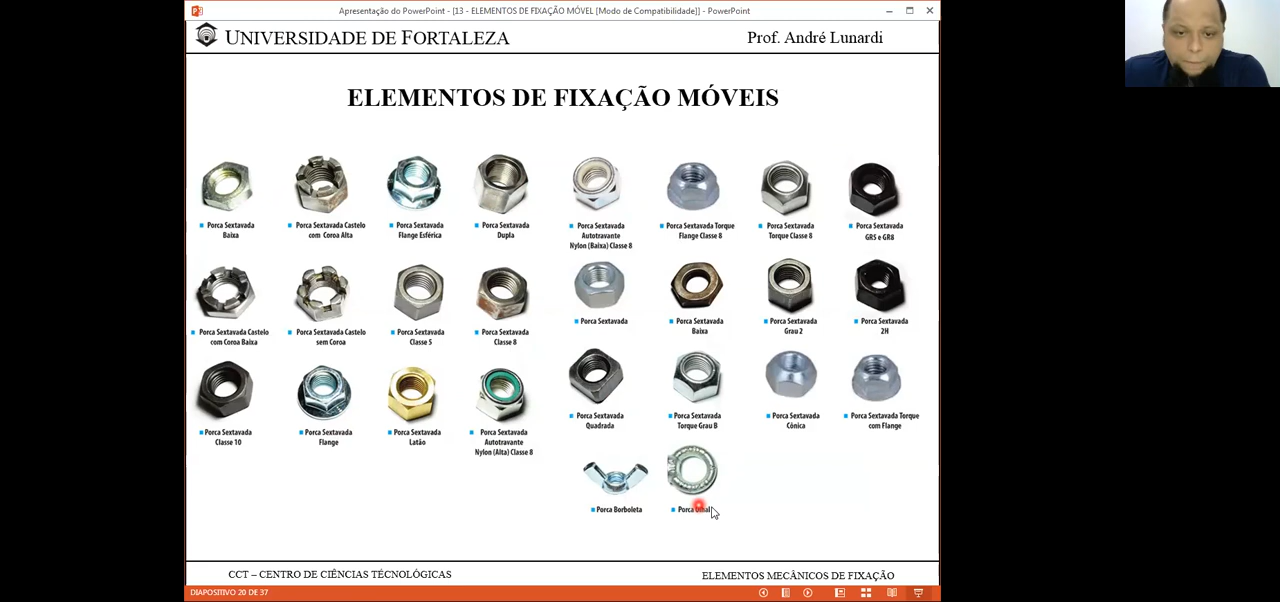 Apresentação do PowerPoint - [13 - ELEMENTOS DE FIXAÇÃO MÓVEL [Modo de Compatibilidade]] - PowerPoint
UNIVERSIDADE DE FORTALEZA
Prof. André Lunardi
ELEMENTOS DE FIXAÇÃO MÓVEIS
Porca Sextavada
Baixa
Porca Sextavada Castelo
com Coroa Alta
Porca Sextavada
Flange Esférica
Porca Sextavada
Dupla
Porca Sextavada
Autotravante
Nylon (Baixa) Classe 8
Porca Sextavada Torque
Flange Classe 8
Porca Sextavada
Torque Classe 8
Porca Sextavada
GR5 e GR8
Porca Sextavada Castelo
com Coroa Baixa
Porca Sextavada Castelo
sem Coroa
Porca Sextavada
Classe 5
Porca Sextavada
Classe 8
Porca Sextavada
Porca Sextavada
Baixa
Porca Sextavada
Grau 2
Porca Sextavada
2H
Porca Sextavada
Classe 10
Porca Sextavada
Flange
Porca Sextavada
Latão
Porca Sextavada
Autotravante
Nylon (Alta) Classe 8
Porca Sextavada
Quadrada
Porca Sextavada
Torque Grau B
Porca Sextavada
Cônica
Porca Sextavada Torque
com Flange
Porca Borboleta
Porca
CCT – CENTRO DE CIÊNCIAS TÉCNOLÓGICAS
ELEMENTOS MECÂNICOS DE FIXAÇÃO
DIAPOSITIVO 20 DE 37